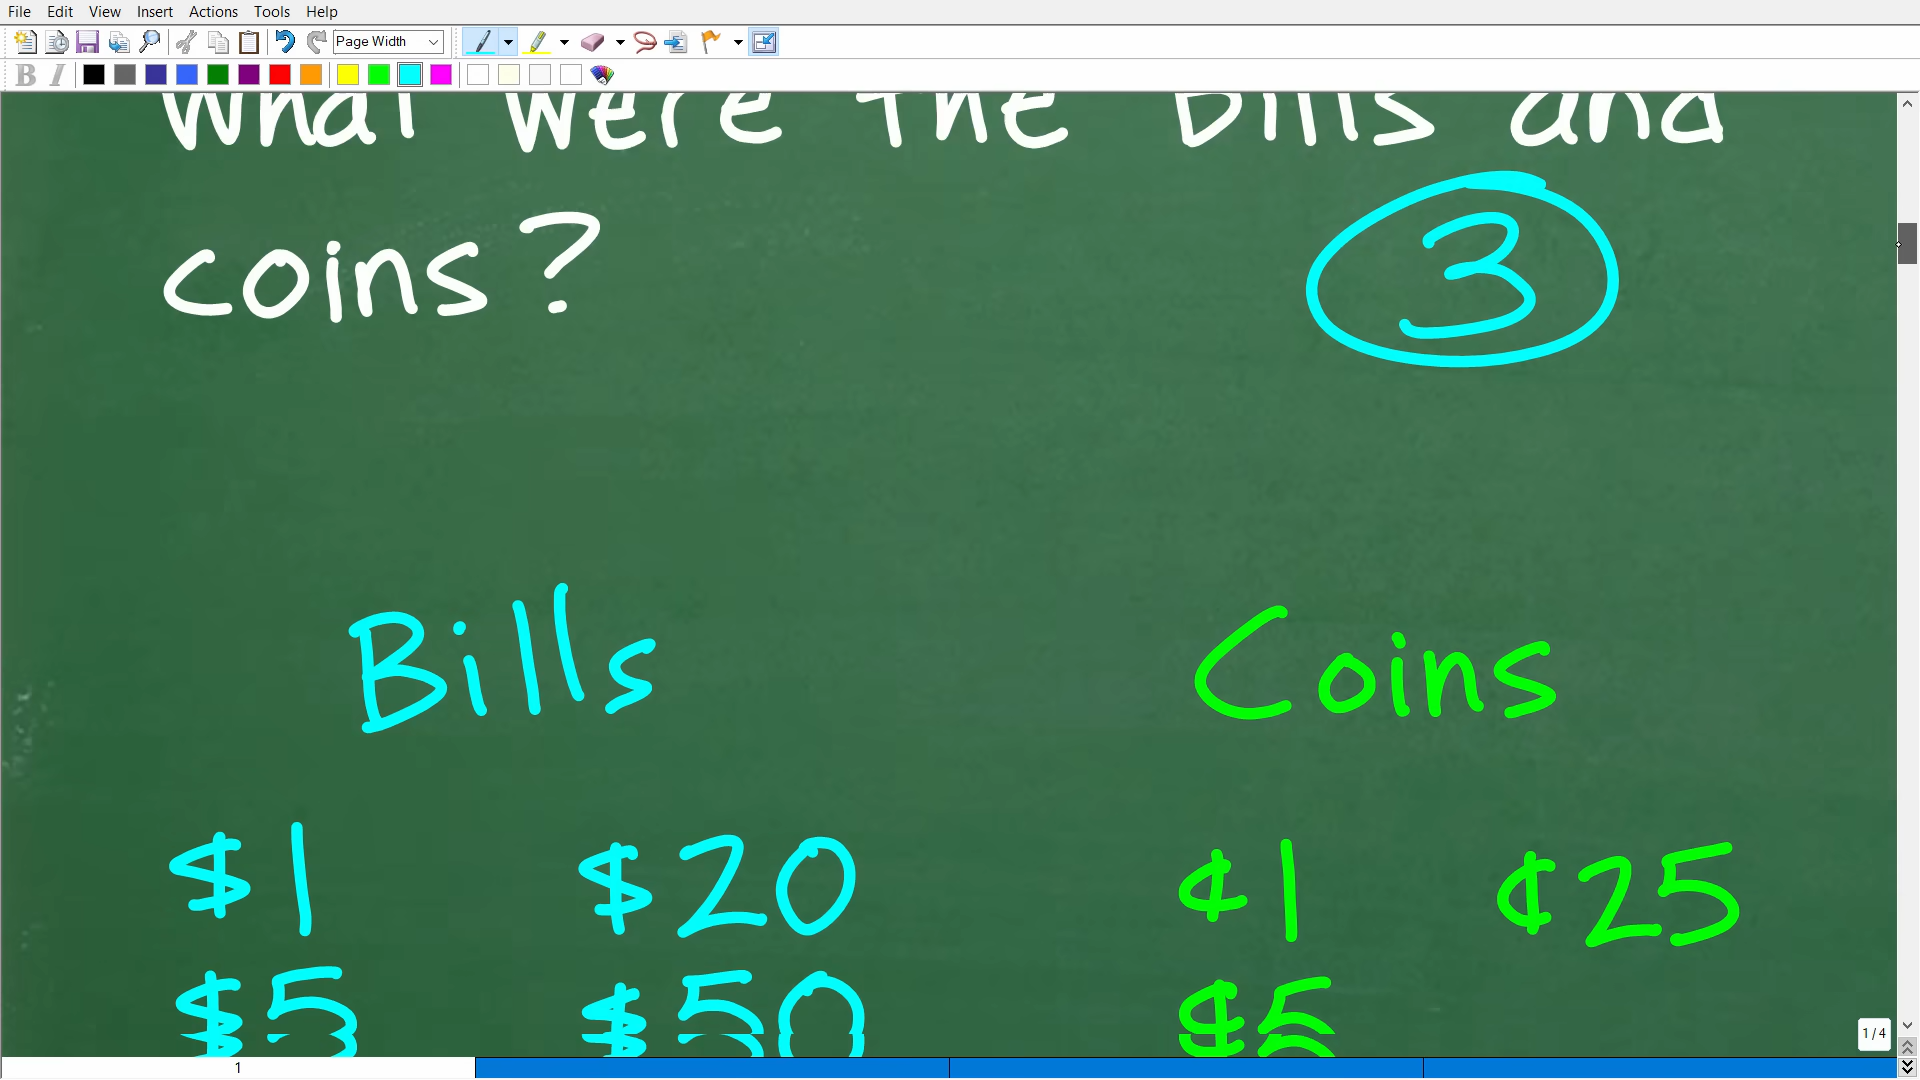 File Edit View Insert Actions Tools Help
Page Width
B I
What were the Bills and
coins?
3
Bills Coins
$1 $20 ¢1 ¢25
$5 $50 ¢5
1 / 4
1